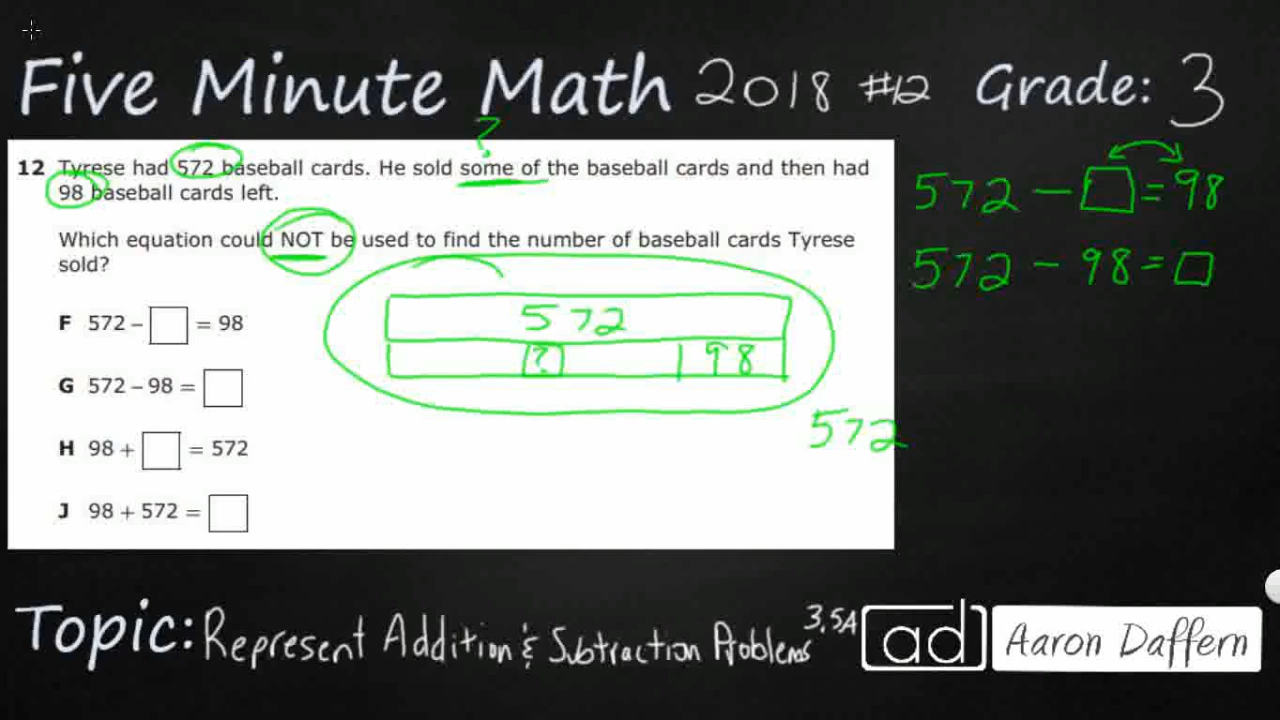 Five Minute Math 2018 #12 Grade: 3
?
12 Tyrese had 572 baseball cards. He sold some of the baseball cards and then had
98 baseball cards left.
Which equation could NOT be used to find the number of baseball cards Tyrese
sold?
F 572 – □ = 98
G 572 – 98 = □
H 98 + □ = 572
J 98 + 572 = □
572
? 98
572
572 – □ = 98
572 – 98 = □
Topic: Represent Addition & Subtraction Problems 3.5A
ad Aaron Daffern